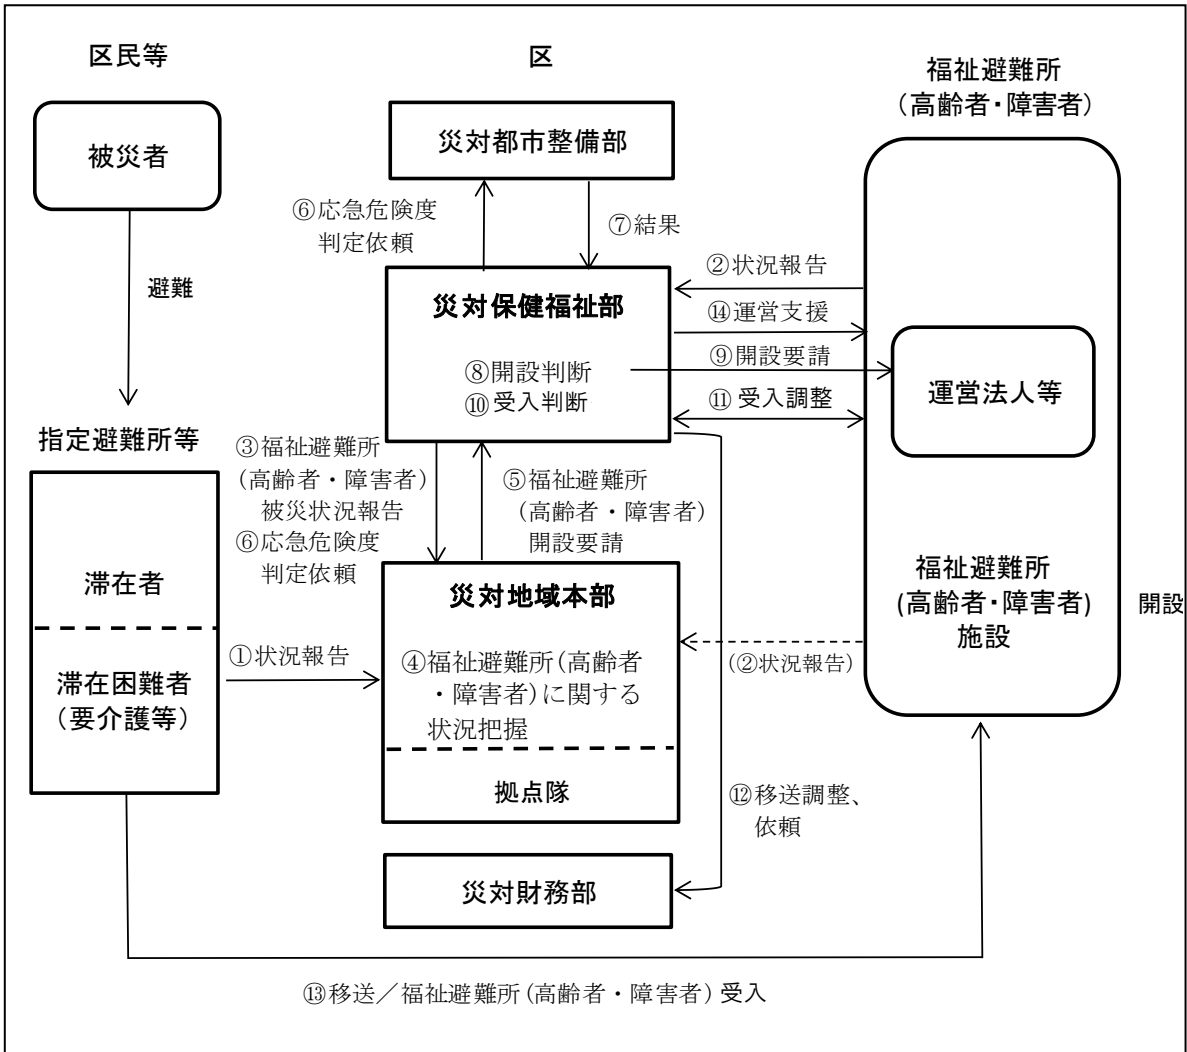 区民等
区
福祉避難所
（高齢者・障害者）
被災者
災対都市整備部
⑥応急危険度
判定依頼
⑦結果
避難
②状況報告
災対保健福祉部
⑭運営支援
⑧開設判断
⑨開設要請
⑩受入判断
⑪受入調整
運営法人等
指定避難所等
③福祉避難所
(高齢者・障害者)
被災状況報告
⑥応急危険度
判定依頼
⑤福祉避難所
(高齢者・障害者)
開設要請
滞在者
滞在困難者
（要介護等）
①状況報告
災対地域本部
④福祉避難所(高齢者
・障害者)に関する
状況把握
拠点隊
(②状況報告)
福祉避難所
(高齢者・障害者)
施設
開設
⑫移送調整、
依頼
災対財務部
⑬移送／福祉避難所(高齢者・障害者)受入